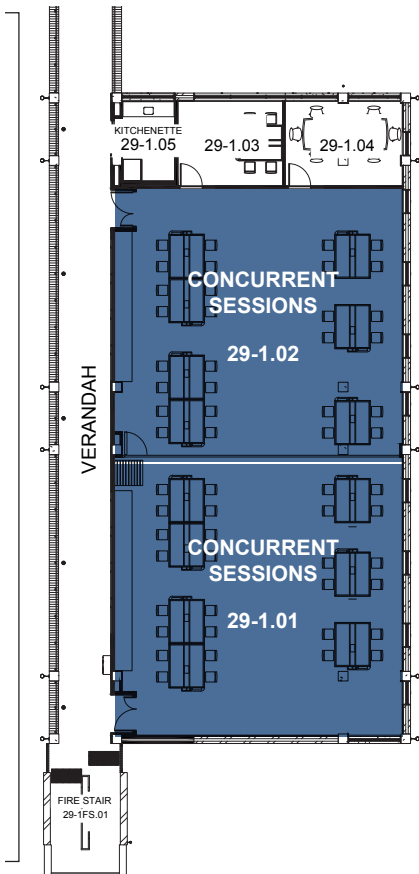 KITCHENETTE
29-1.05
29-1.03
29-1.04
CONCURRENT
SESSIONS
29-1.02
VERANDAH
CONCURRENT
SESSIONS
29-1.01
FIRE STAIR
29-1FS.01